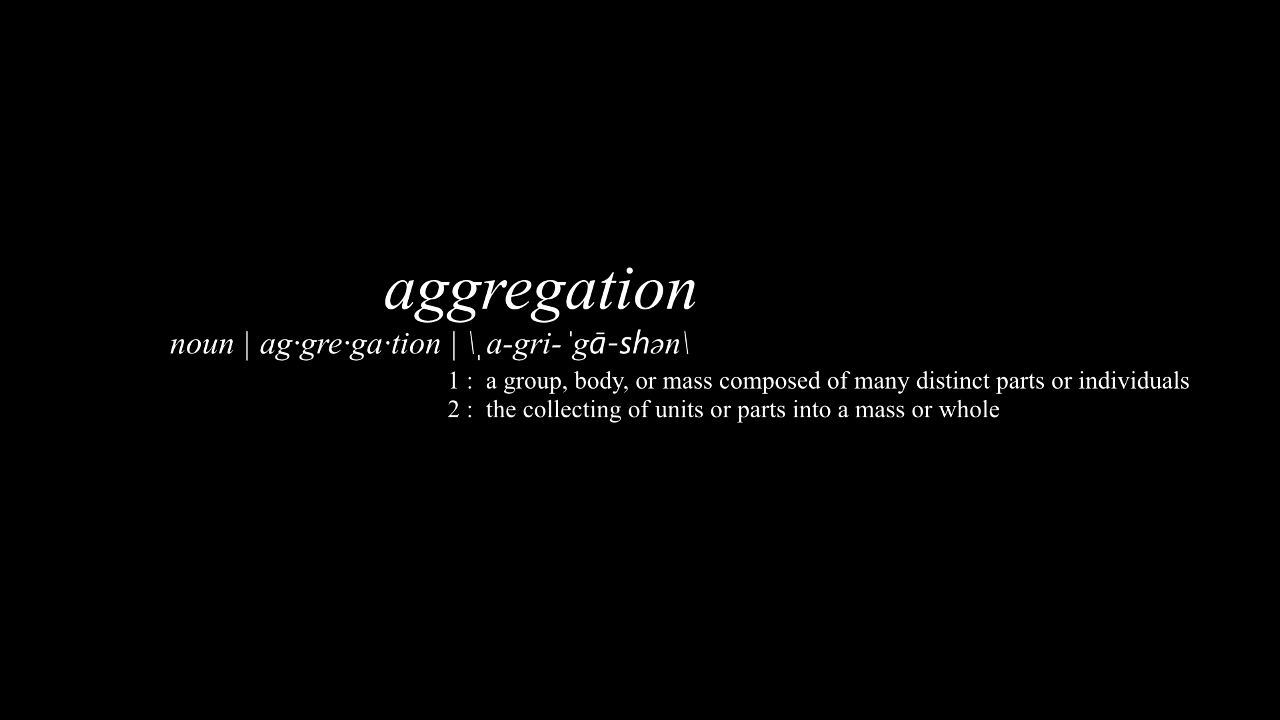 aggregation
noun | ag·gre·ga·tion | \ˌ a-gri- ˈgā-shən\
1 : a group, body, or mass composed of many distinct parts or individuals
2 : the collecting of units or parts into a mass or whole